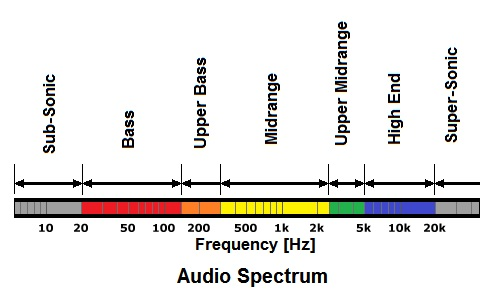 Sub-Sonic
Bass
Upper Bass
Midrange
Upper Midrange
High End
Super-Sonic
10 20 50 100 200 500 1k 2k 5k 10k 20k
Frequency [Hz]
Audio Spectrum